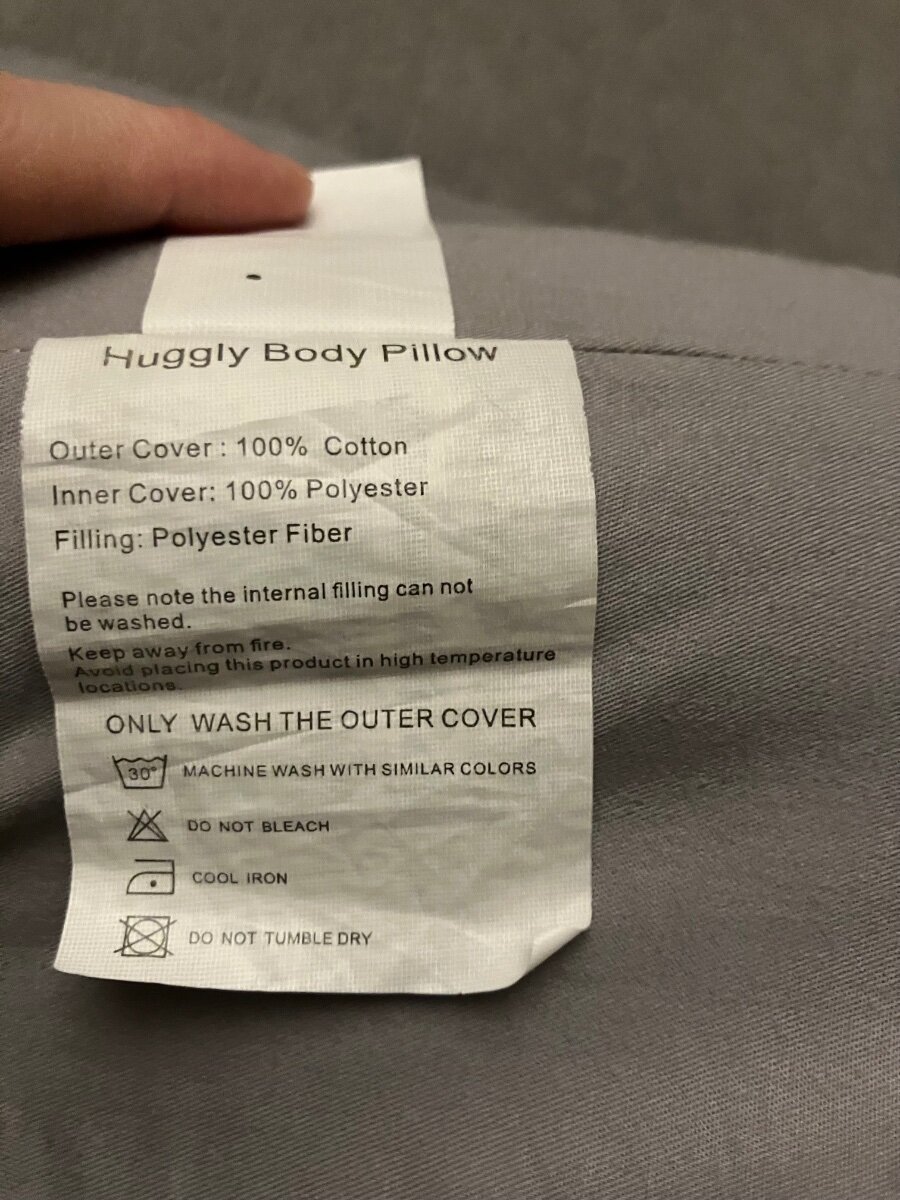 Huggly Body Pillow
Outer Cover : 100% Cotton
Inner Cover: 100% Polyester
Filling: Polyester Fiber
Please note the internal filling can not
be washed.
Keep away from fire.
Avoid placing this product in high temperature
locations.
ONLY WASH THE OUTER COVER
30° MACHINE WASH WITH SIMILAR COLORS
DO NOT BLEACH
COOL IRON
DO NOT TUMBLE DRY